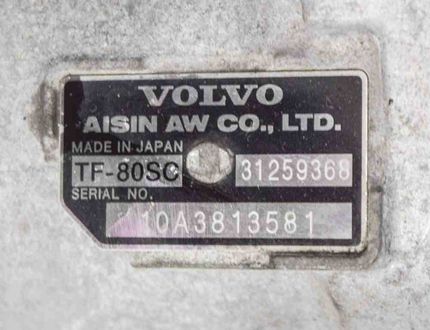 VOLVO
AISIN AW CO., LTD.
MADE IN JAPAN
TF-80SC 31259368
SERIAL NO.
10A3813581